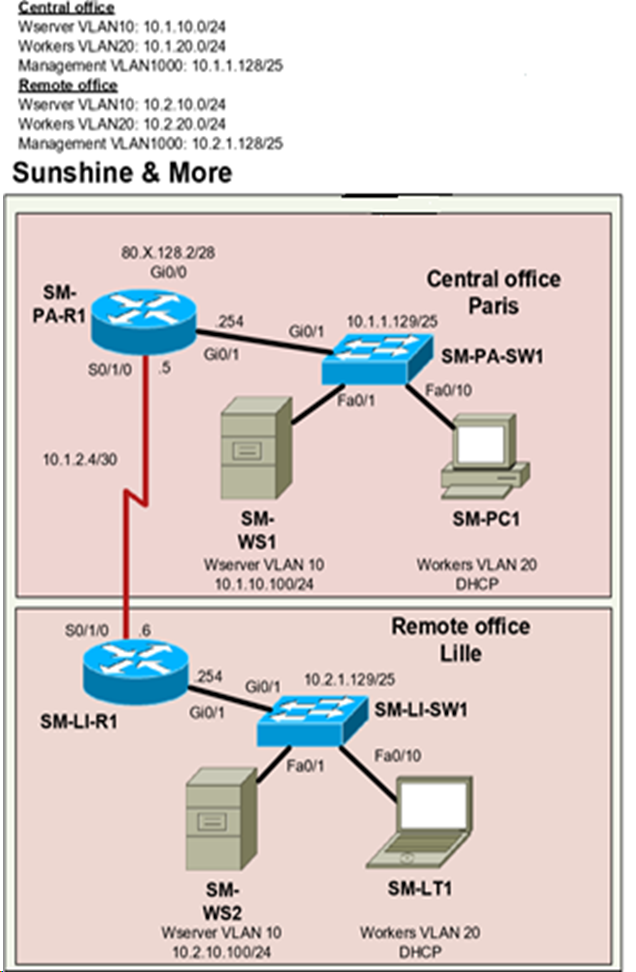 Central office
Wserver VLAN10: 10.1.10.0/24
Workers VLAN20: 10.1.20.0/24
Management VLAN1000: 10.1.1.128/25
Remote office
Wserver VLAN10: 10.2.10.0/24
Workers VLAN20: 10.2.20.0/24
Management VLAN1000: 10.2.1.128/25
Sunshine & More
80.X.128.2/28
Gi0/0
SM-
PA-R1
Central office
Paris
.254
Gi0/1
Gi0/1
10.1.1.129/25
SM-PA-SW1
S0/1/0
.5
Fa0/1
Fa0/10
10.1.2.4/30
SM-
WS1
Wserver VLAN 10
10.1.10.100/24
SM-PC1
Workers VLAN 20
DHCP
S0/1/0
.6
Remote office
Lille
SM-LI-R1
.254
Gi0/1
Gi0/1
10.2.1.129/25
SM-LI-SW1
Fa0/1
Fa0/10
SM-
WS2
Wserver VLAN 10
10.2.10.100/24
SM-LT1
Workers VLAN 20
DHCP